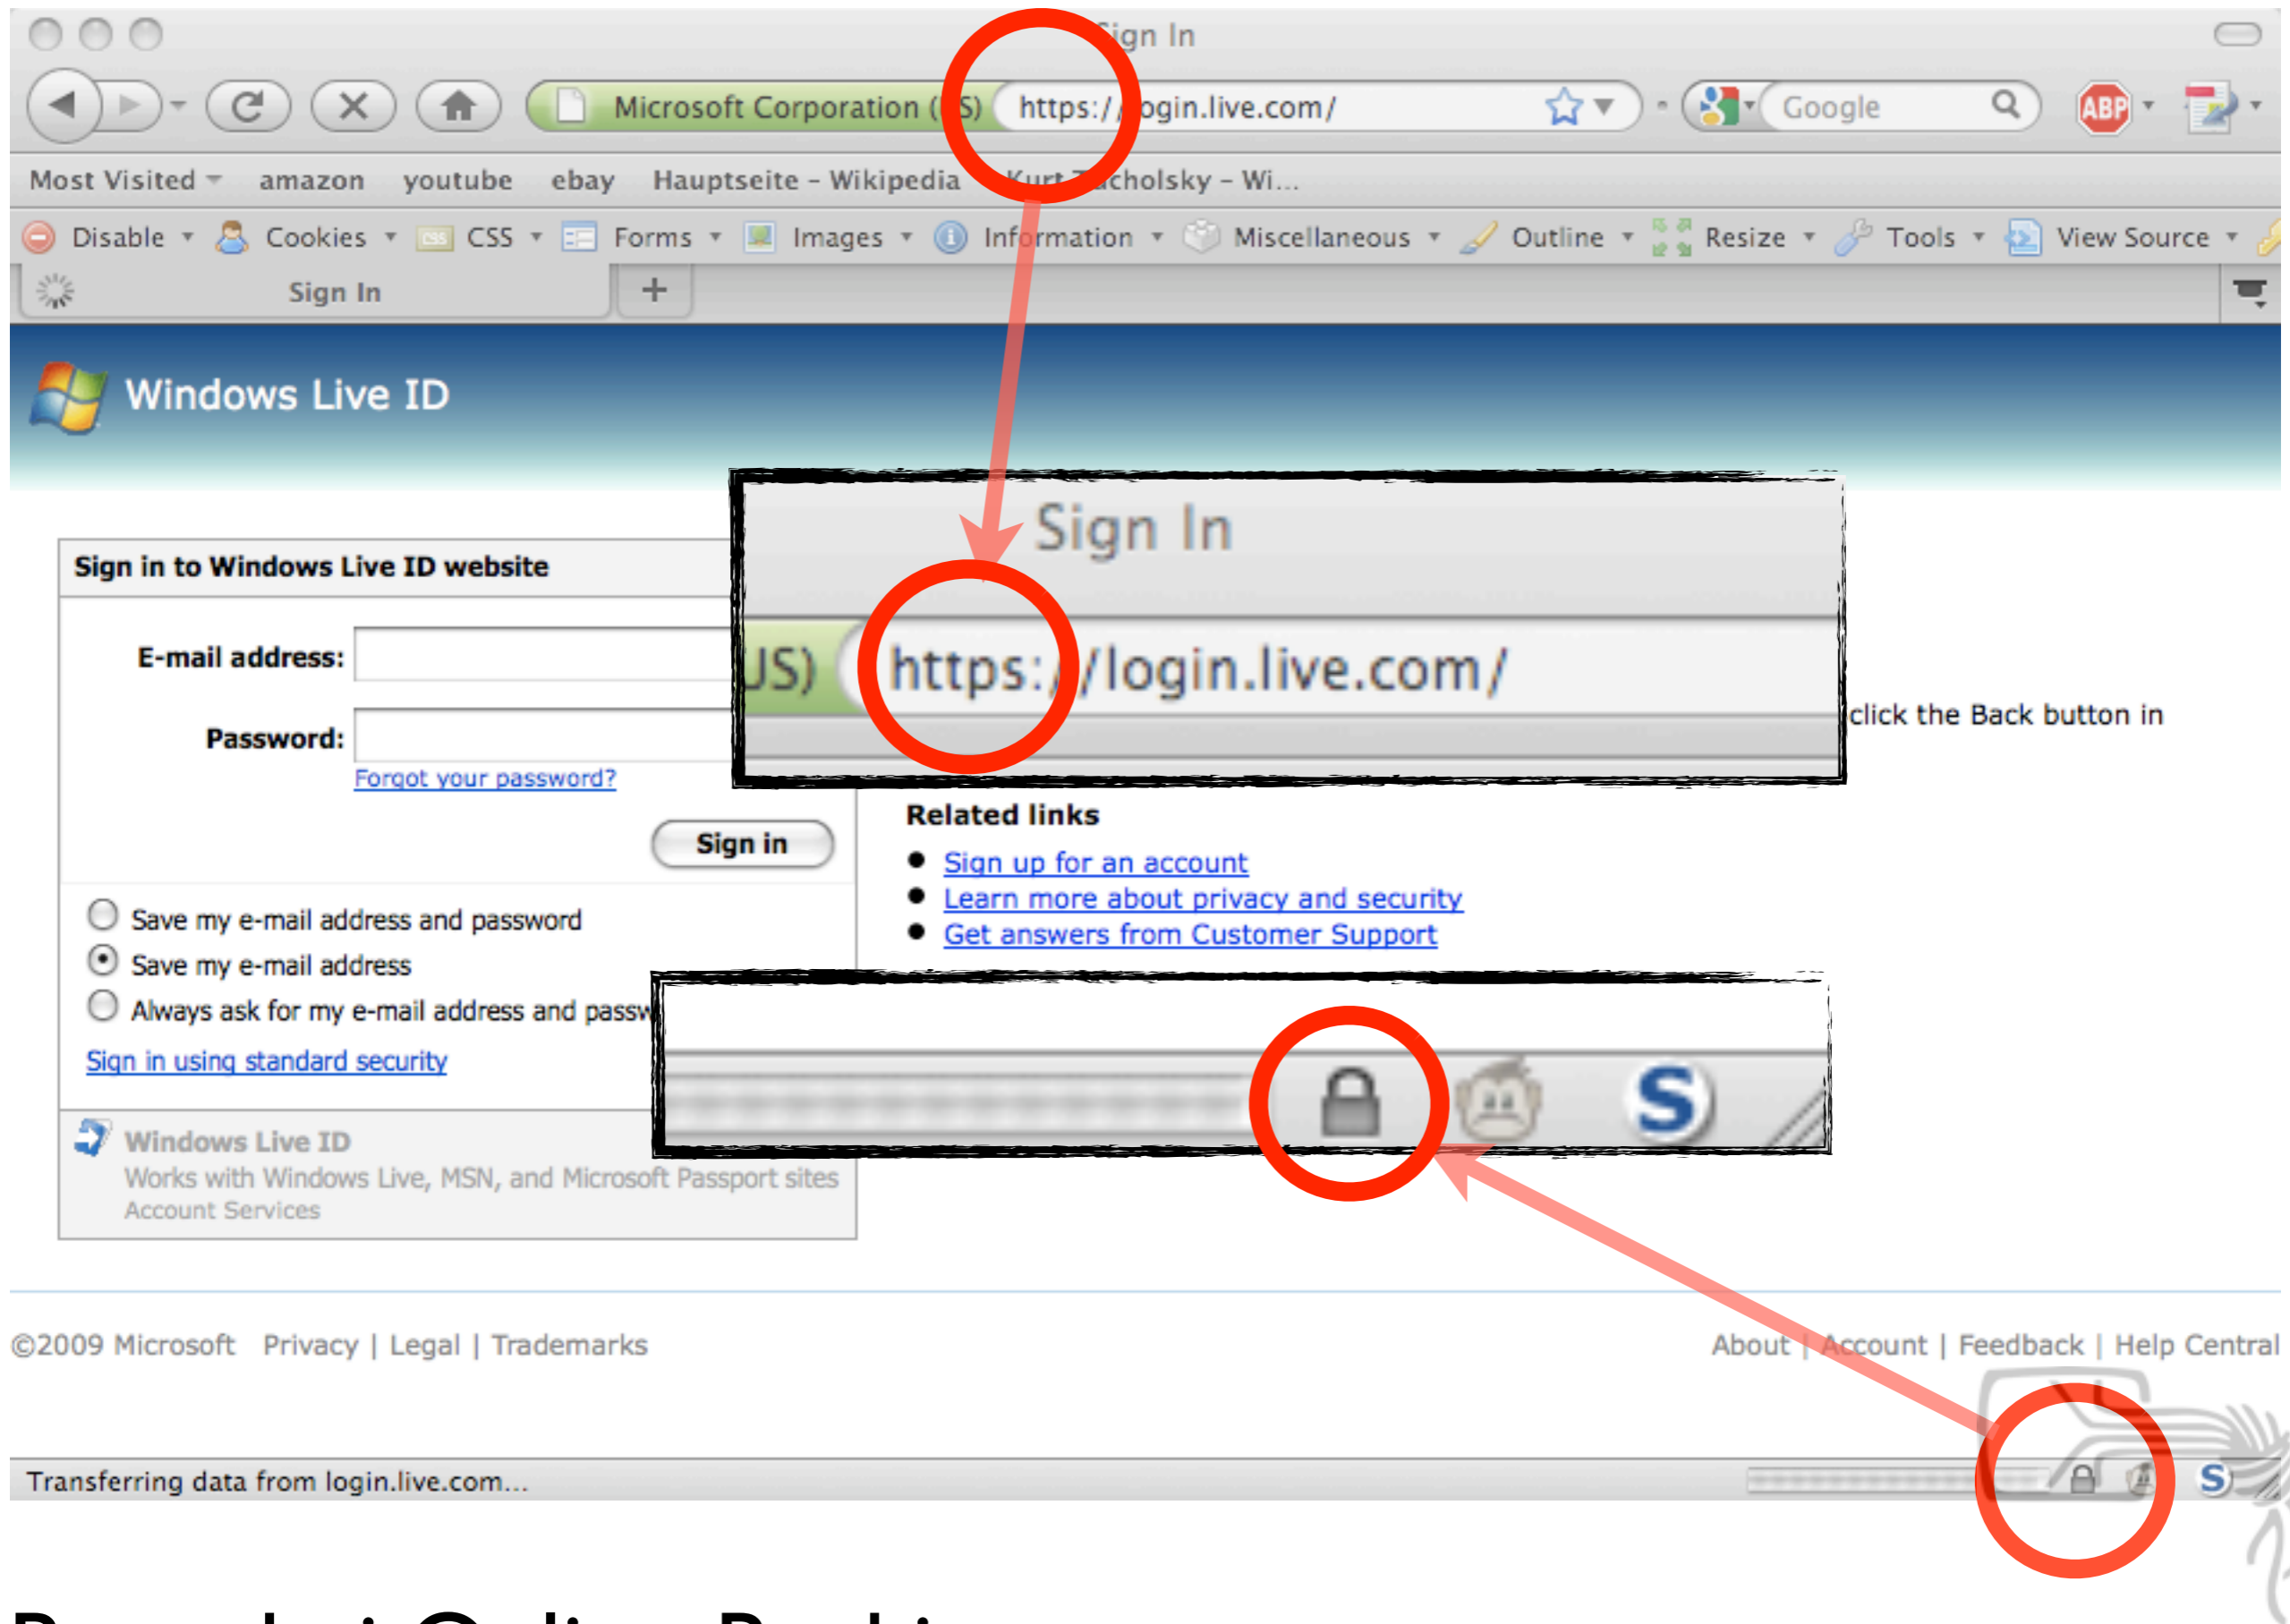 Sign In
Microsoft Corporation (US) https://login.live.com/ Google ABP
Most Visited amazon youtube ebay Hauptseite – Wikipedia Kurt Tucholsky – Wi...
Disable Cookies CSS Forms Images Information Miscellaneous Outline Resize Tools View Source
Sign In +
Windows Live ID
Sign In
Sign in to Windows Live ID website
E-mail address:
US) https://login.live.com/
click the Back button in
Password:
Forgot your password?
Sign in
Related links
• Sign up for an account
• Learn more about privacy and security
• Get answers from Customer Support
Save my e-mail address and password
Save my e-mail address
Always ask for my e-mail address and passw
Sign in using standard security
S
Windows Live ID
Works with Windows Live, MSN, and Microsoft Passport sites
Account Services
©2009 Microsoft Privacy | Legal | Trademarks
About | Account | Feedback | Help Central
Transferring data from login.live.com...
S